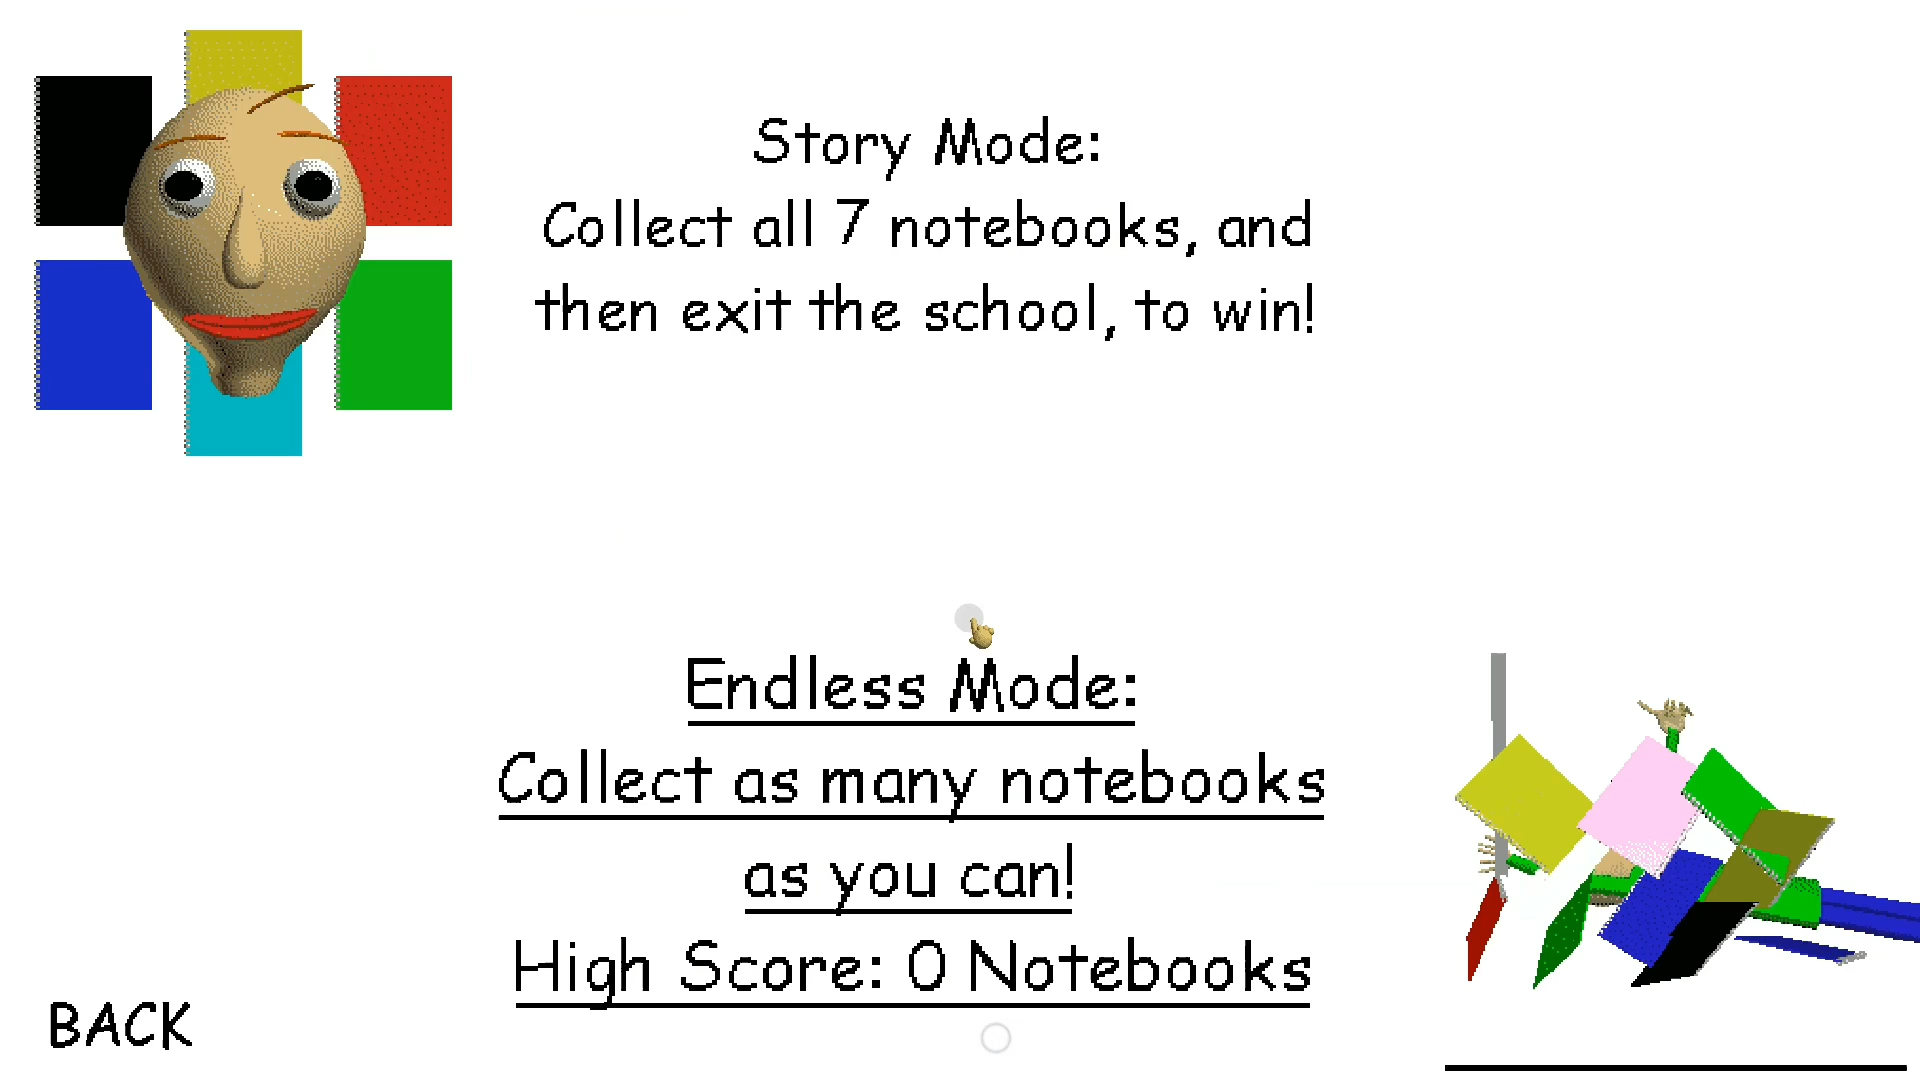 Story Mode:
Collect all 7 notebooks, and
then exit the school, to win!
Endless Mode:
Collect as many notebooks
as you can!
High Score: 0 Notebooks
BACK